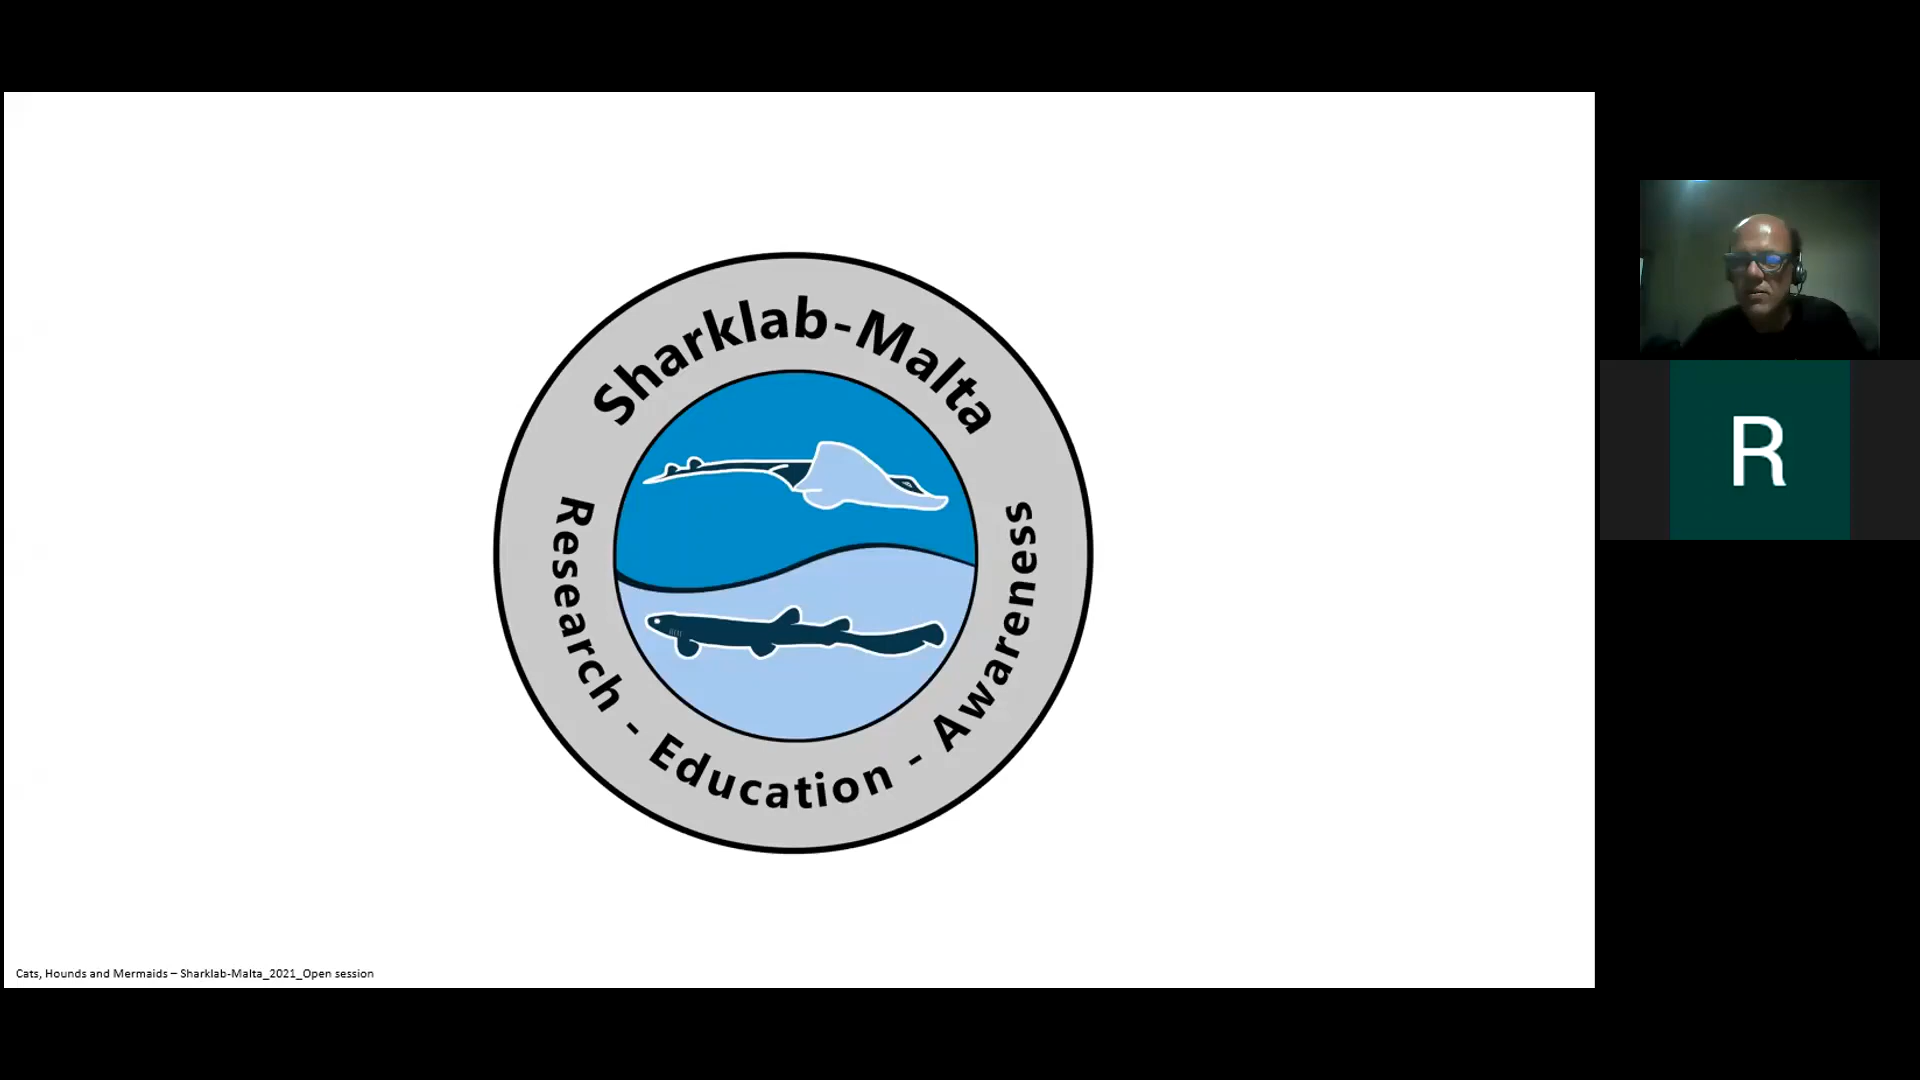 Sharklab-Malta
Research - Education - Awareness
R
Cats, Hounds and Mermaids – Sharklab-Malta_2021_Open session